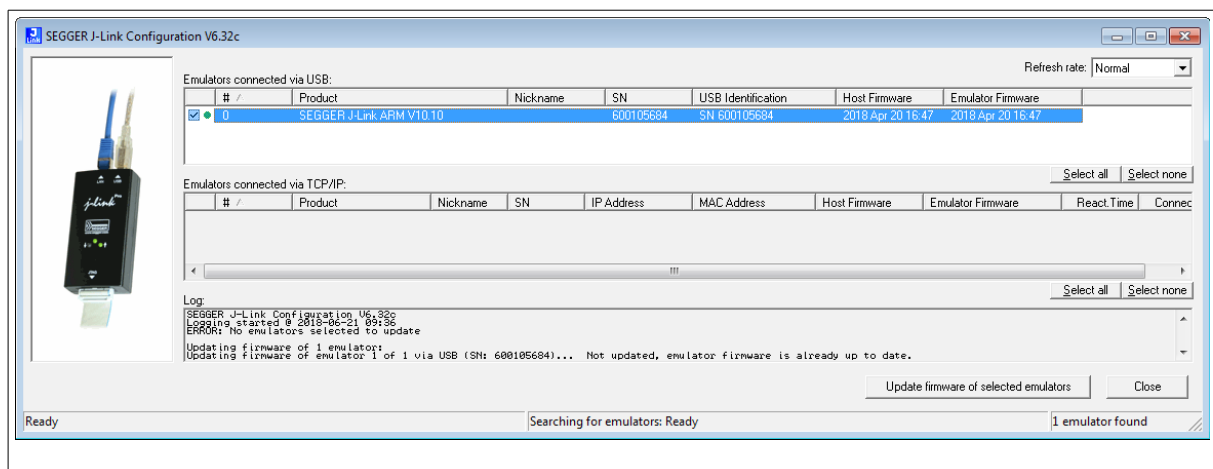 SEGGER J-Link Configuration V6.32c
Refresh rate: Normal
Emulators connected via USB:
# / Product Nickname SN USB Identification Host Firmware Emulator Firmware
0 SEGGER J-Link ARM V10.10 600105684 SN 600105684 2018 Apr 20 16:47 2018 Apr 20 16:47
Select all Select none
Emulators connected via TCP/IP:
# / Product Nickname SN IP Address MAC Address Host Firmware Emulator Firmware React.Time Connec
j-link
Select all Select none
Log:
SEGGER J-Link Configuration V6.32c
Logging started @ 2018-06-21 09:36
ERROR: No emulators selected to update
Updating firmware of 1 emulator:
Updating firmware of emulator 1 of 1 via USB (SN: 600105684)... Not updated, emulator firmware is already up to date.
Update firmware of selected emulators Close
Ready Searching for emulators: Ready 1 emulator found